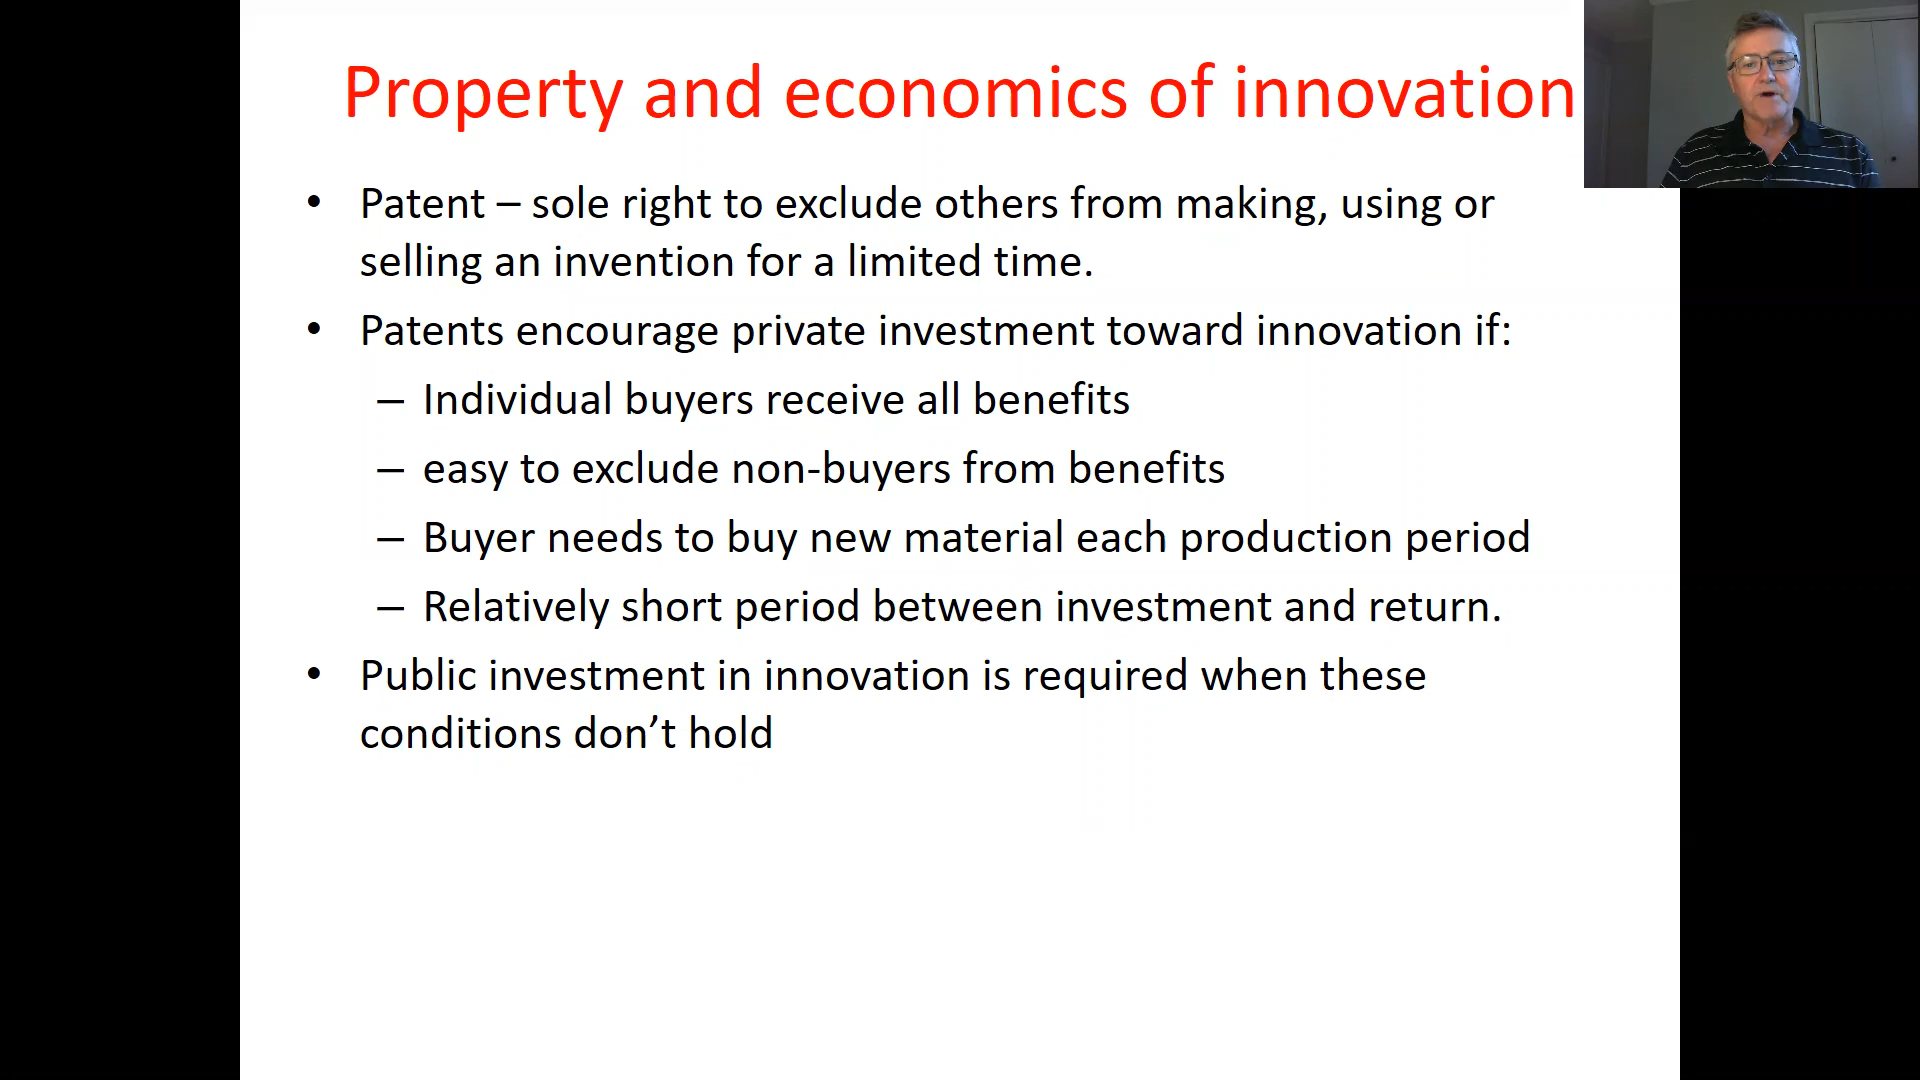 Property and economics of innovation
• Patent – sole right to exclude others from making, using or
selling an invention for a limited time.
• Patents encourage private investment toward innovation if:
– Individual buyers receive all benefits
– easy to exclude non-buyers from benefits
– Buyer needs to buy new material each production period
– Relatively short period between investment and return.
• Public investment in innovation is required when these
conditions don’t hold